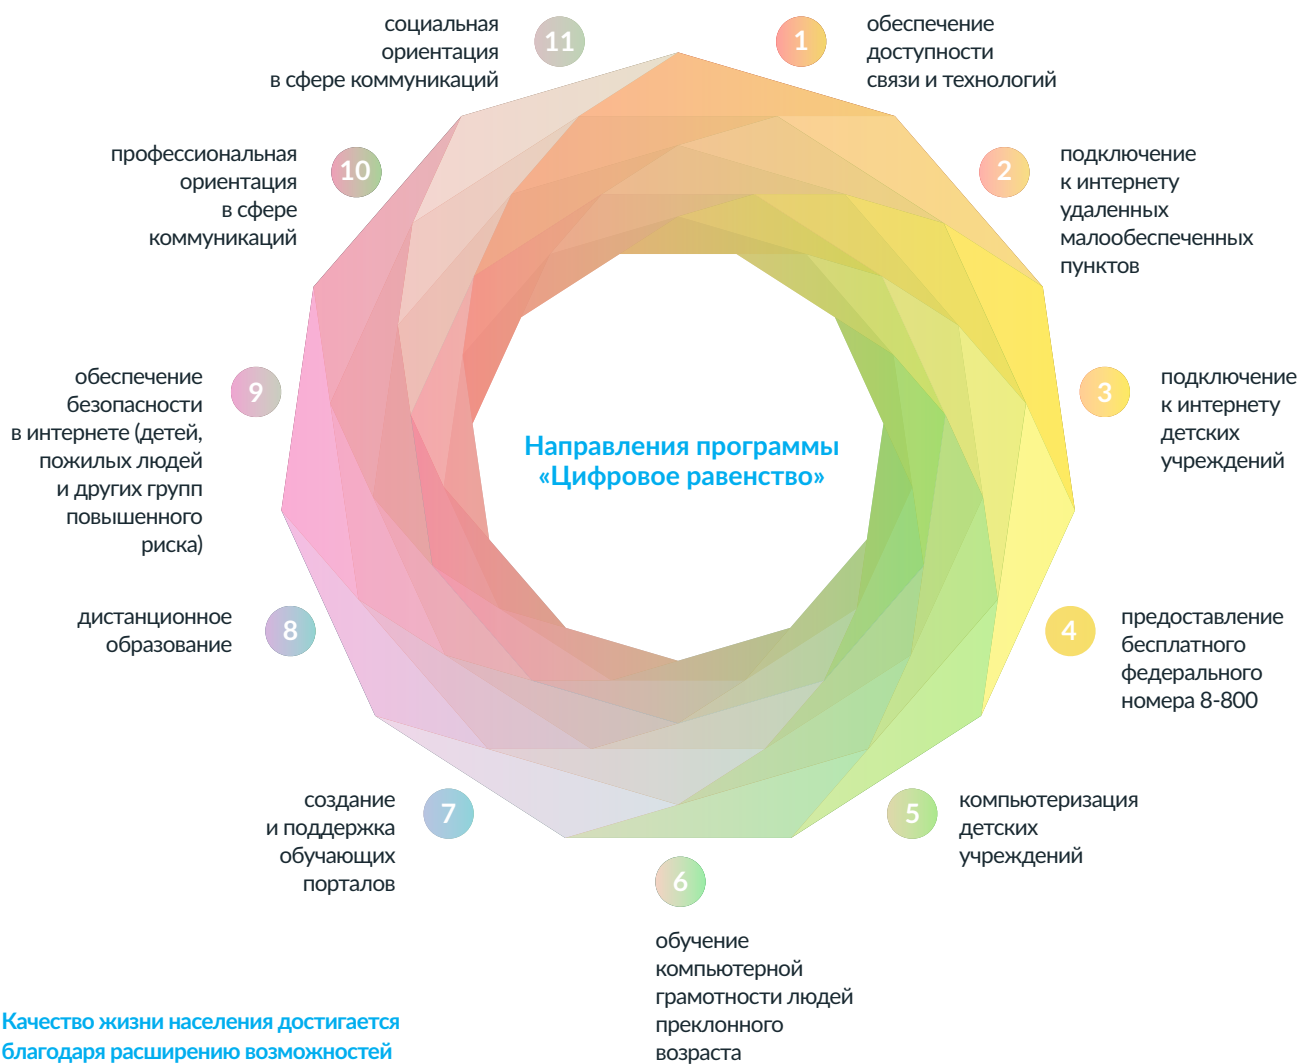 Направления программы
«Цифровое равенство»
1
обеспечение
доступности
связи и технологий
2
подключение
к интернету
удаленных
малообеспеченных
пунктов
3
подключение
к интернету
детских
учреждений
4
предоставление
бесплатного
федерального
номера 8-800
5
компьютеризация
детских
учреждений
6
обучение
компьютерной
грамотности людей
преклонного
возраста
7
создание
и поддержка
обучающих
порталов
8
дистанционное
образование
9
обеспечение
безопасности
в интернете (детей,
пожилых людей
и других групп
повышенного
риска)
10
профессиональная
ориентация
в сфере
коммуникаций
11
социальная
ориентация
в сфере коммуникаций
Качество жизни населения достигается
благодаря расширению возможностей